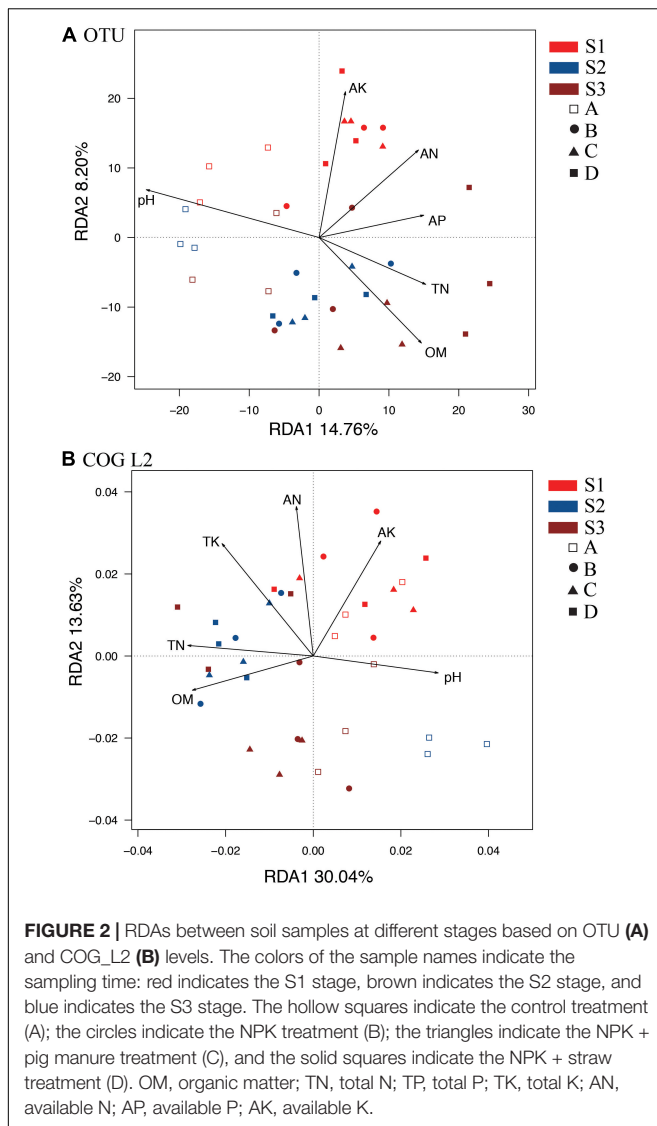 A OTU
S1
S2
S3
A
B
C
D
20
10
0
-10
-20
RDA2 8.20%
AK
AN
AP
TN
OM
pH
-20
-10
0
10
20
30
RDA1 14.76%
B COG L2
S1
S2
S3
A
B
C
D
0.04
0.02
0.00
-0.02
-0.04
RDA2 13.63%
AN
AK
TK
TN
OM
pH
-0.04
-0.02
0.00
0.02
0.04
RDA1 30.04%
FIGURE 2 | RDAs between soil samples at different stages based on OTU (A)
and COG_L2 (B) levels. The colors of the sample names indicate the
sampling time: red indicates the S1 stage, brown indicates the S2 stage, and
blue indicates the S3 stage. The hollow squares indicate the control treatment
(A); the circles indicate the NPK treatment (B); the triangles indicate the NPK +
pig manure treatment (C), and the solid squares indicate the NPK + straw
treatment (D). OM, organic matter; TN, total N; TP, total P; TK, total K; AN,
available N; AP, available P; AK, available K.